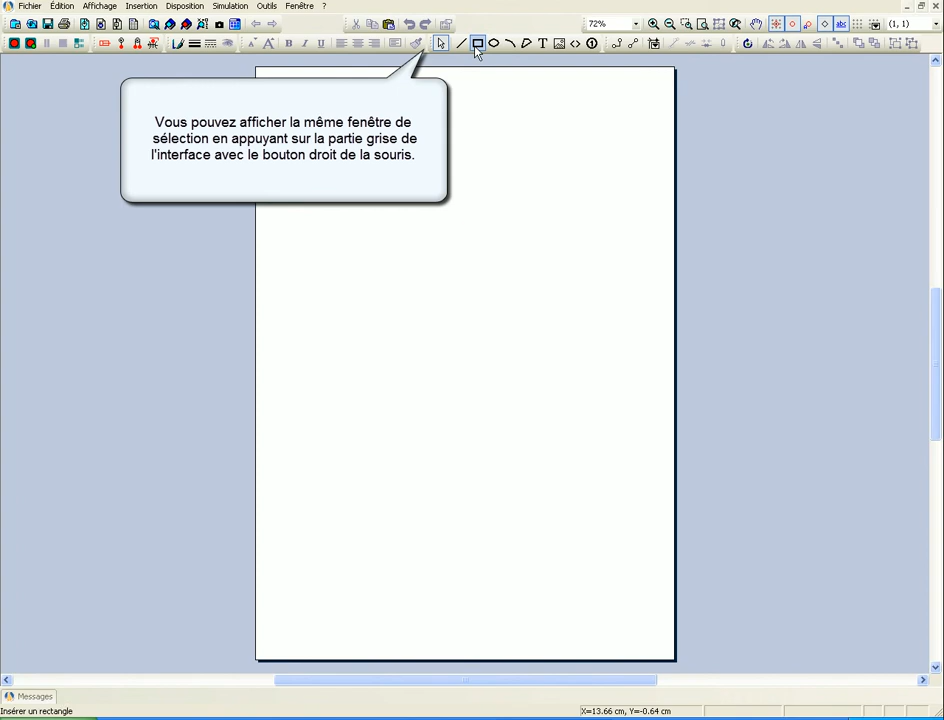 Fichier Édition Affichage Insertion Disposition Simulation Outils Fenêtre ?
72% (1, 1)
B I U T
Vous pouvez afficher la même fenêtre de
sélection en appuyant sur la partie grise de
l'interface avec le bouton droit de la souris.
Messages
Insérer un rectangle X=13.66 cm, Y=-0.64 cm